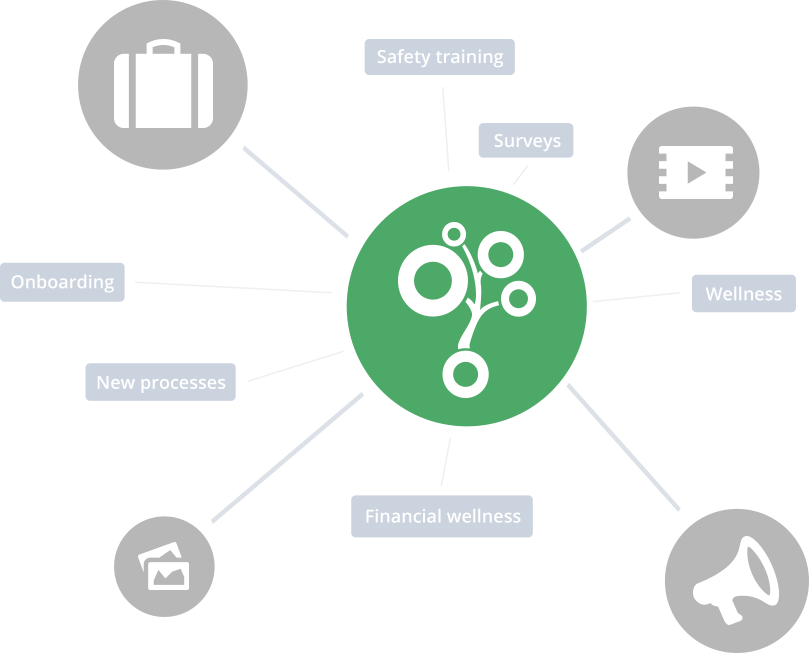 Safety training
Surveys
Onboarding
Wellness
New processes
Financial wellness